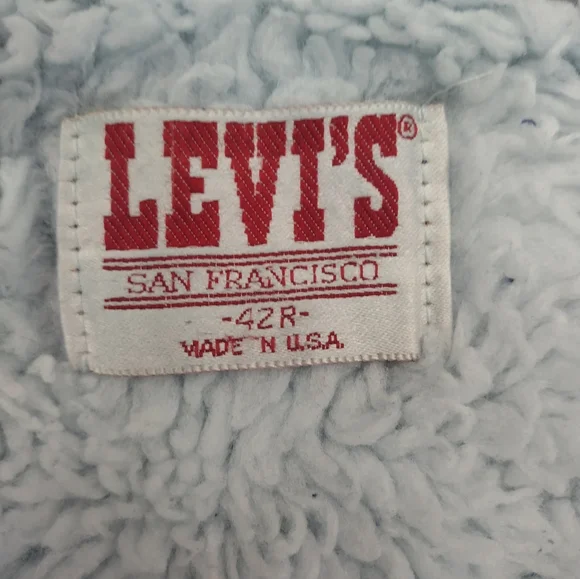 LEVI'S®
SAN FRANCISCO
-42R-
MADE IN U.S.A.